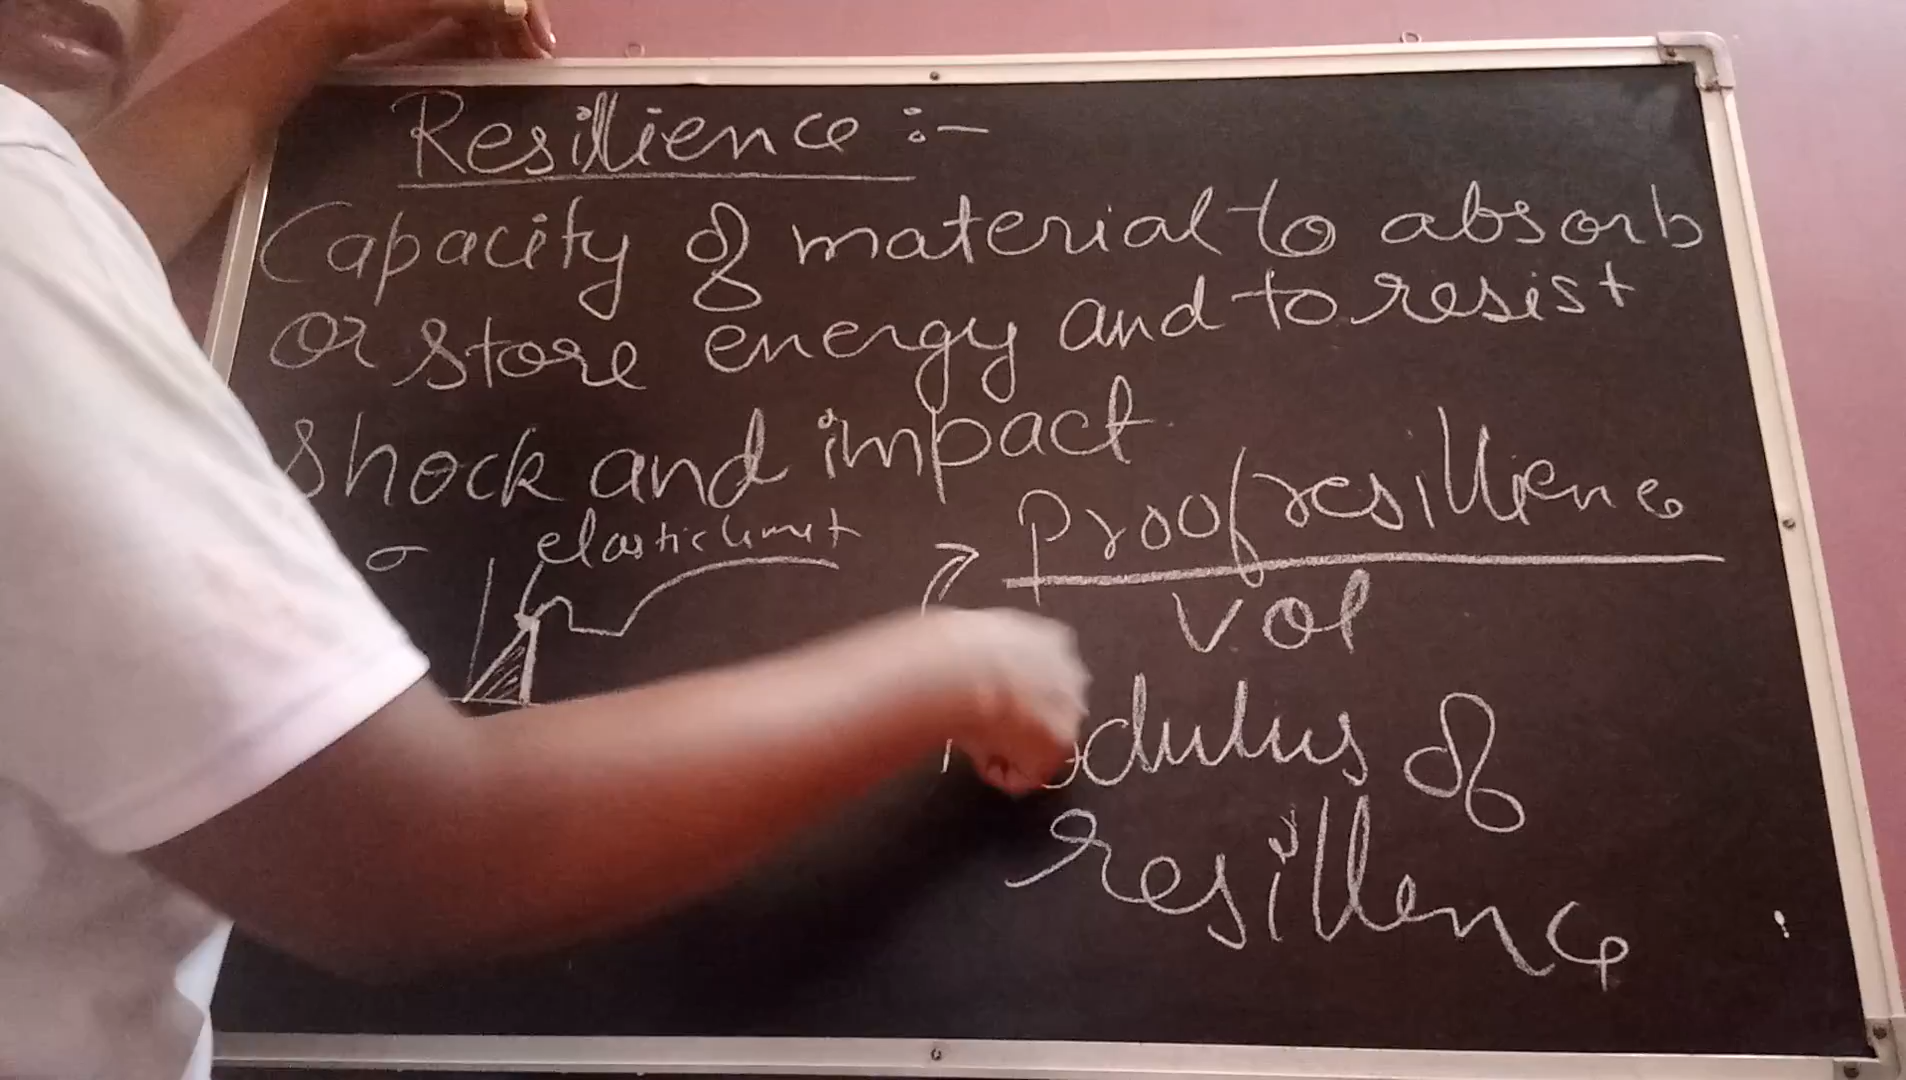 Resilience :-
Capacity of material to absorb
or store energy and to resist
shock and impact
σ elastic limit
Proof resillience
Vol
of
resillence